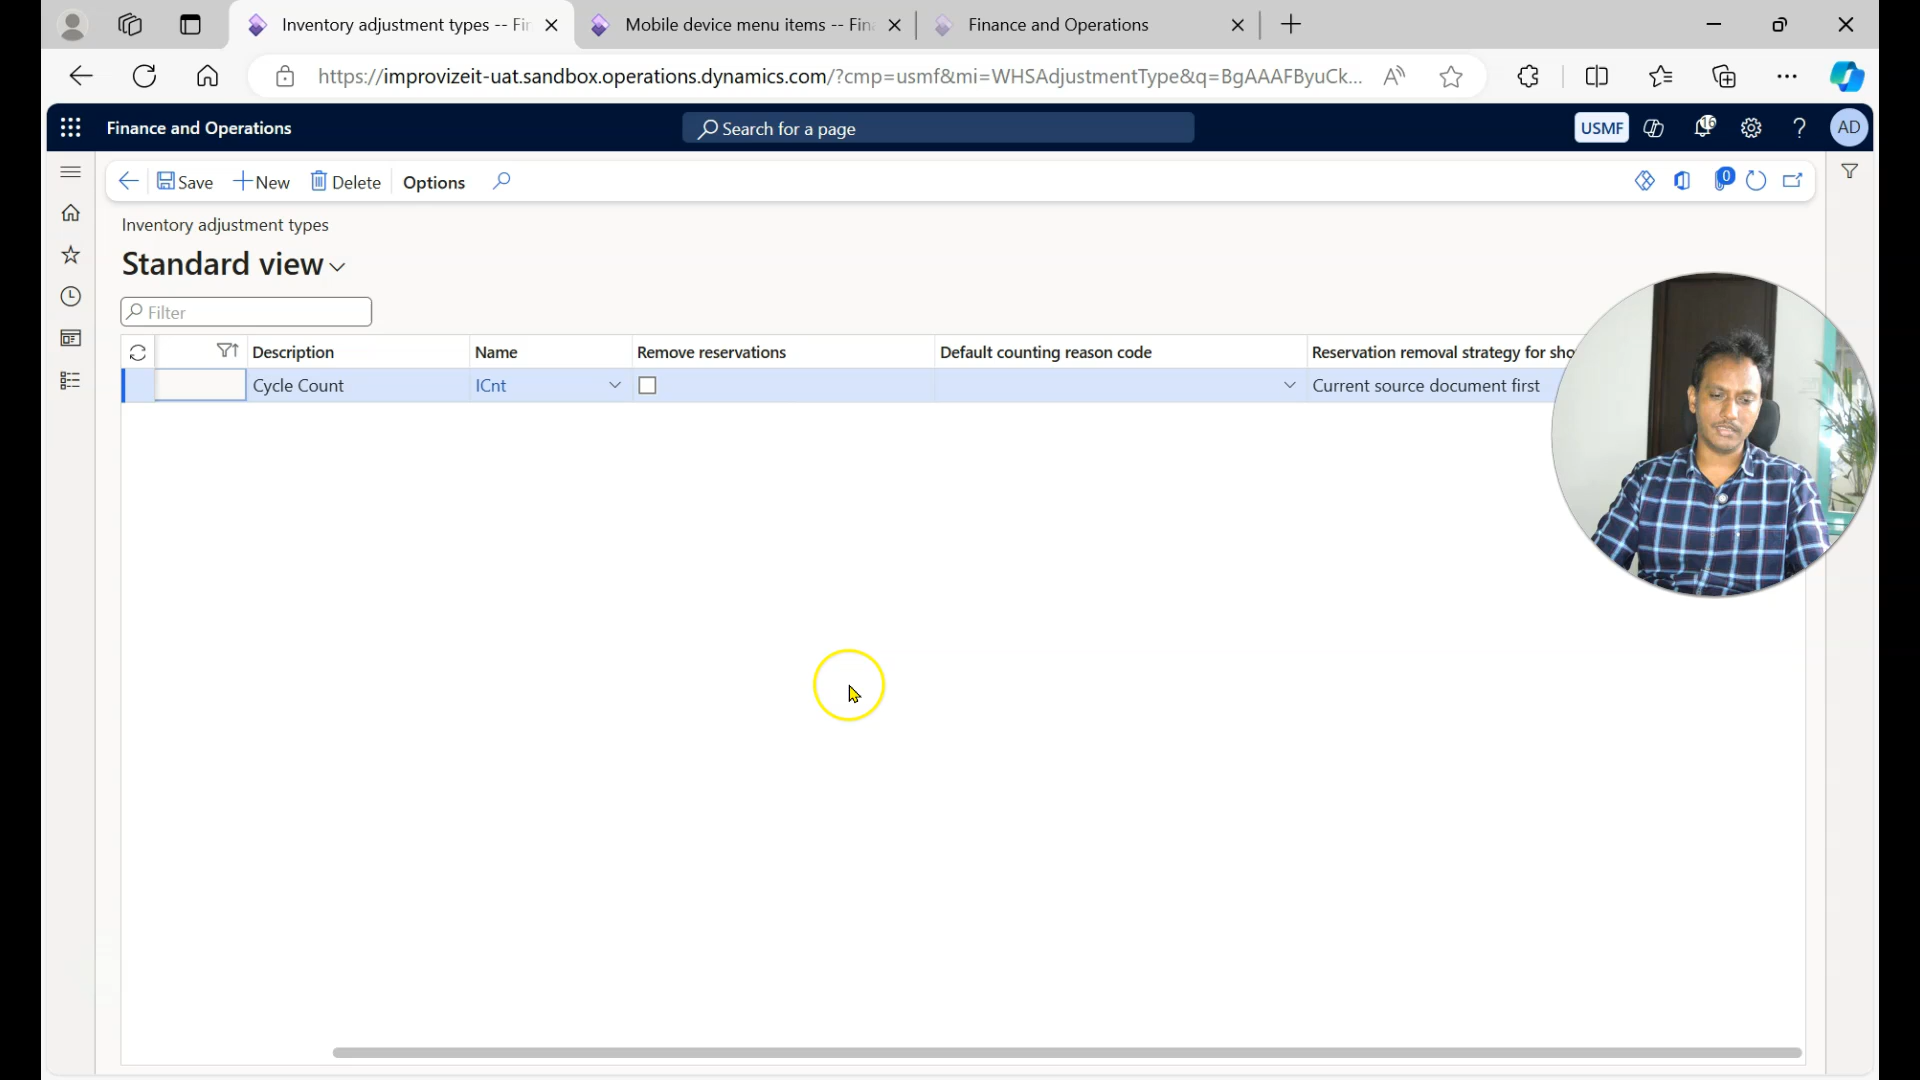 Inventory adjustment types -- Fin
Mobile device menu items -- Fina
Finance and Operations
https://improvizeit-uat.sandbox.operations.dynamics.com/?cmp=usmf&mi=WHSAdjustmentType&q=BgAAAFByuCk...
Finance and Operations
Search for a page
USMF
16
AD
Save
New
Delete
Options
0
Inventory adjustment types
Standard view
Filter
Description
Name
Remove reservations
Default counting reason code
Reservation removal strategy for sho
Cycle Count
ICnt
Current source document first